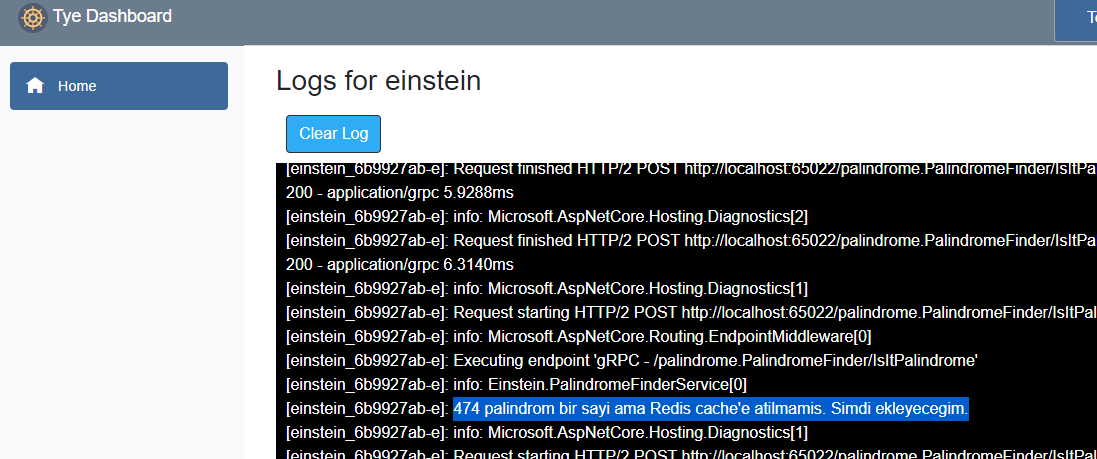 Tye Dashboard
Home
Logs for einstein
Clear Log
[einstein_6b9927ab-e]: Request finished HTTP/2 POST http://localhost:65022/palindrome.PalindromeFinder/IsItPal
200 - application/grpc 5.9288ms
[einstein_6b9927ab-e]: info: Microsoft.AspNetCore.Hosting.Diagnostics[2]
[einstein_6b9927ab-e]: Request finished HTTP/2 POST http://localhost:65022/palindrome.PalindromeFinder/IsItPal
200 - application/grpc 6.3140ms
[einstein_6b9927ab-e]: info: Microsoft.AspNetCore.Hosting.Diagnostics[1]
[einstein_6b9927ab-e]: Request starting HTTP/2 POST http://localhost:65022/palindrome.PalindromeFinder/IsItPal
[einstein_6b9927ab-e]: info: Microsoft.AspNetCore.Routing.EndpointMiddleware[0]
[einstein_6b9927ab-e]: Executing endpoint 'gRPC - /palindrome.PalindromeFinder/IsItPalindrome'
[einstein_6b9927ab-e]: info: Einstein.PalindromeFinderService[0]
[einstein_6b9927ab-e]: 474 palindrom bir sayi ama Redis cache'e atilmamis. Simdi ekleyecegim.
[einstein_6b9927ab-e]: info: Microsoft.AspNetCore.Hosting.Diagnostics[1]
[einstein_6b9927ab-e]: Request starting HTTP/2 POST http://localhost:65022/palindrome.PalindromeFinder/IsItPal